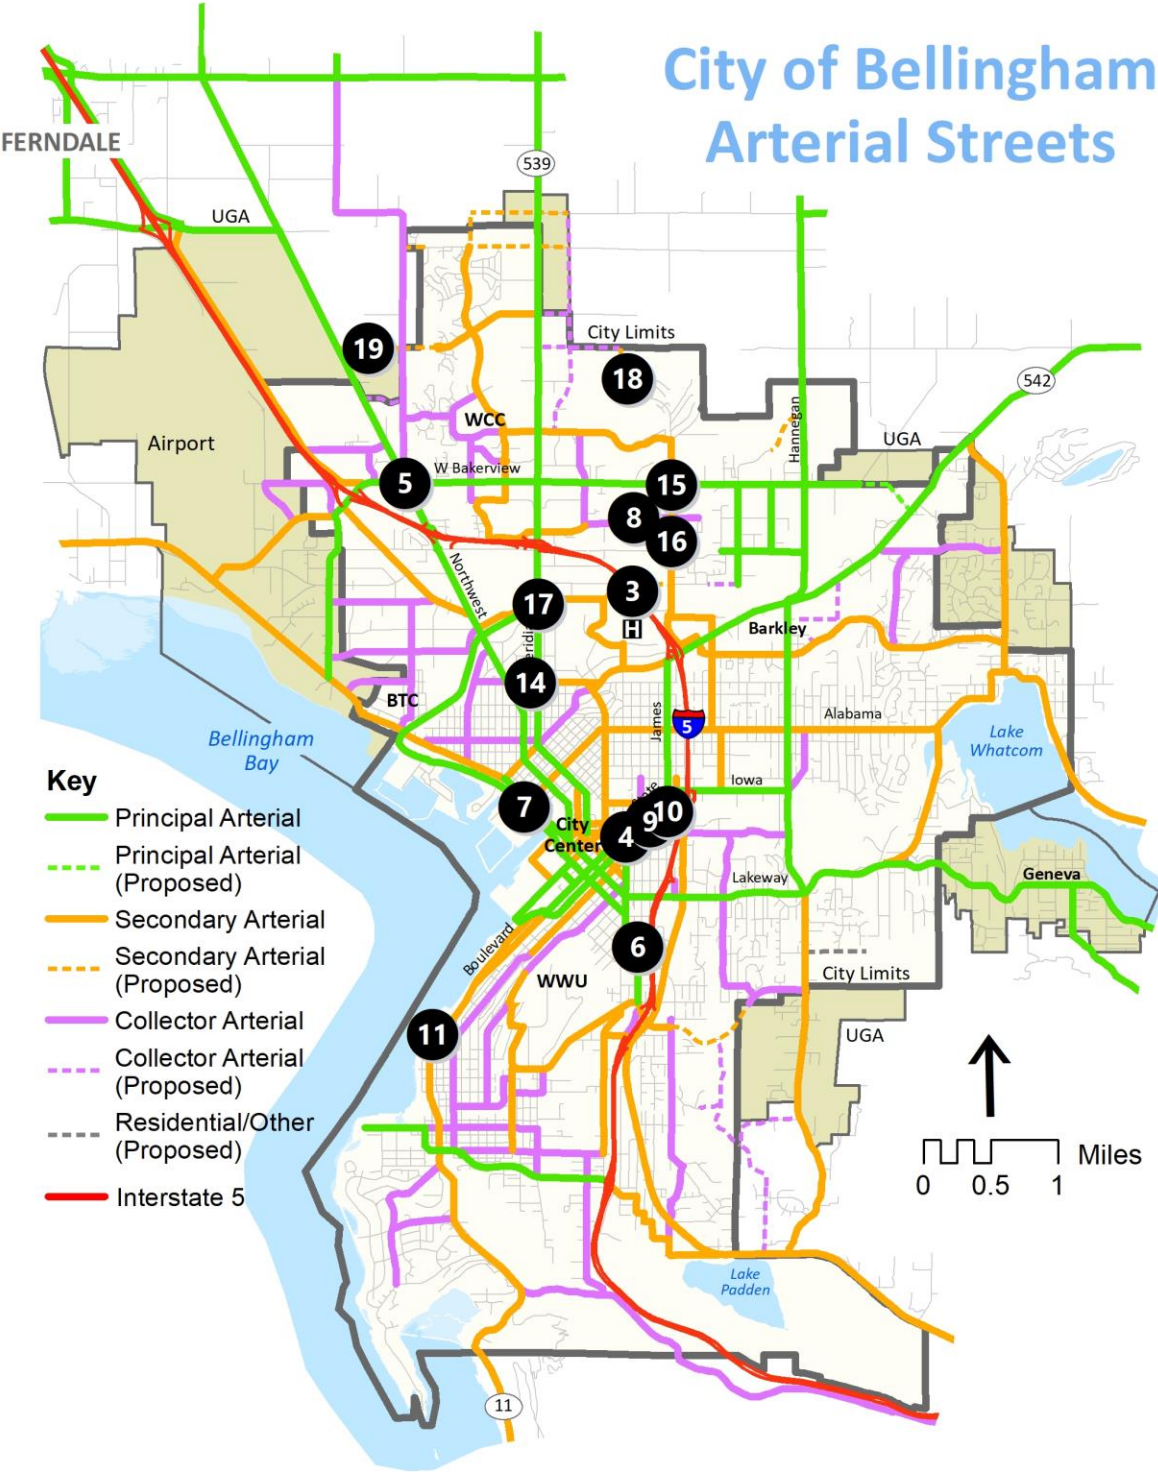 City of Bellingham
Arterial Streets
FERNDALE
539
UGA
City Limits
19
18
542
WCC
Hannegan
UGA
Airport
W Bakerview
5
15
8
16
Northwest
3
17
H
Barkley
14
BTC
James
5
Alabama
Bellingham
Bay
Lake
Whatcom
Iowa
7
City
Center
4
9
10
Lakeway
Geneva
Boulevard
6
WWU
City Limits
11
UGA
Key
Principal Arterial
Principal Arterial
(Proposed)
Secondary Arterial
Secondary Arterial
(Proposed)
Collector Arterial
Collector Arterial
(Proposed)
Residential/Other
(Proposed)
Interstate 5
Miles
0 0.5 1
Lake
Padden
11